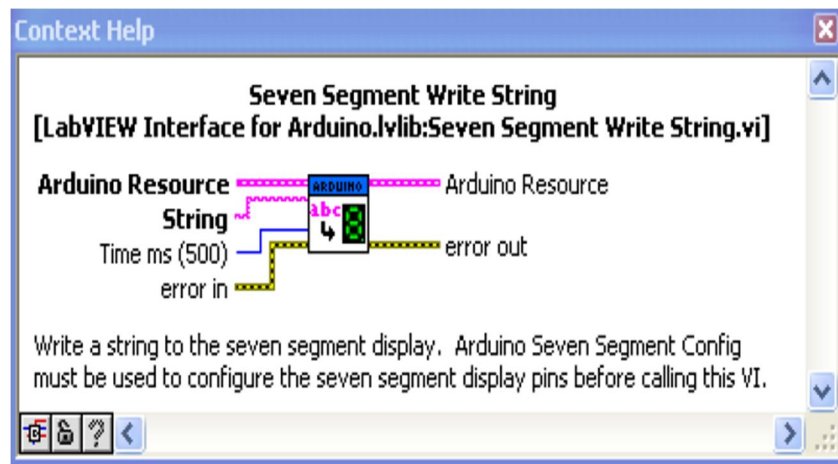 Context Help
Seven Segment Write String
[LabVIEW Interface for Arduino.lvlib:Seven Segment Write String.vi]
Arduino Resource
ARDUINO
Arduino Resource
String
abc
8
Time ms (500)
error out
error in
Write a string to the seven segment display.  Arduino Seven Segment Config
must be used to configure the seven segment display pins before calling this VI.
?